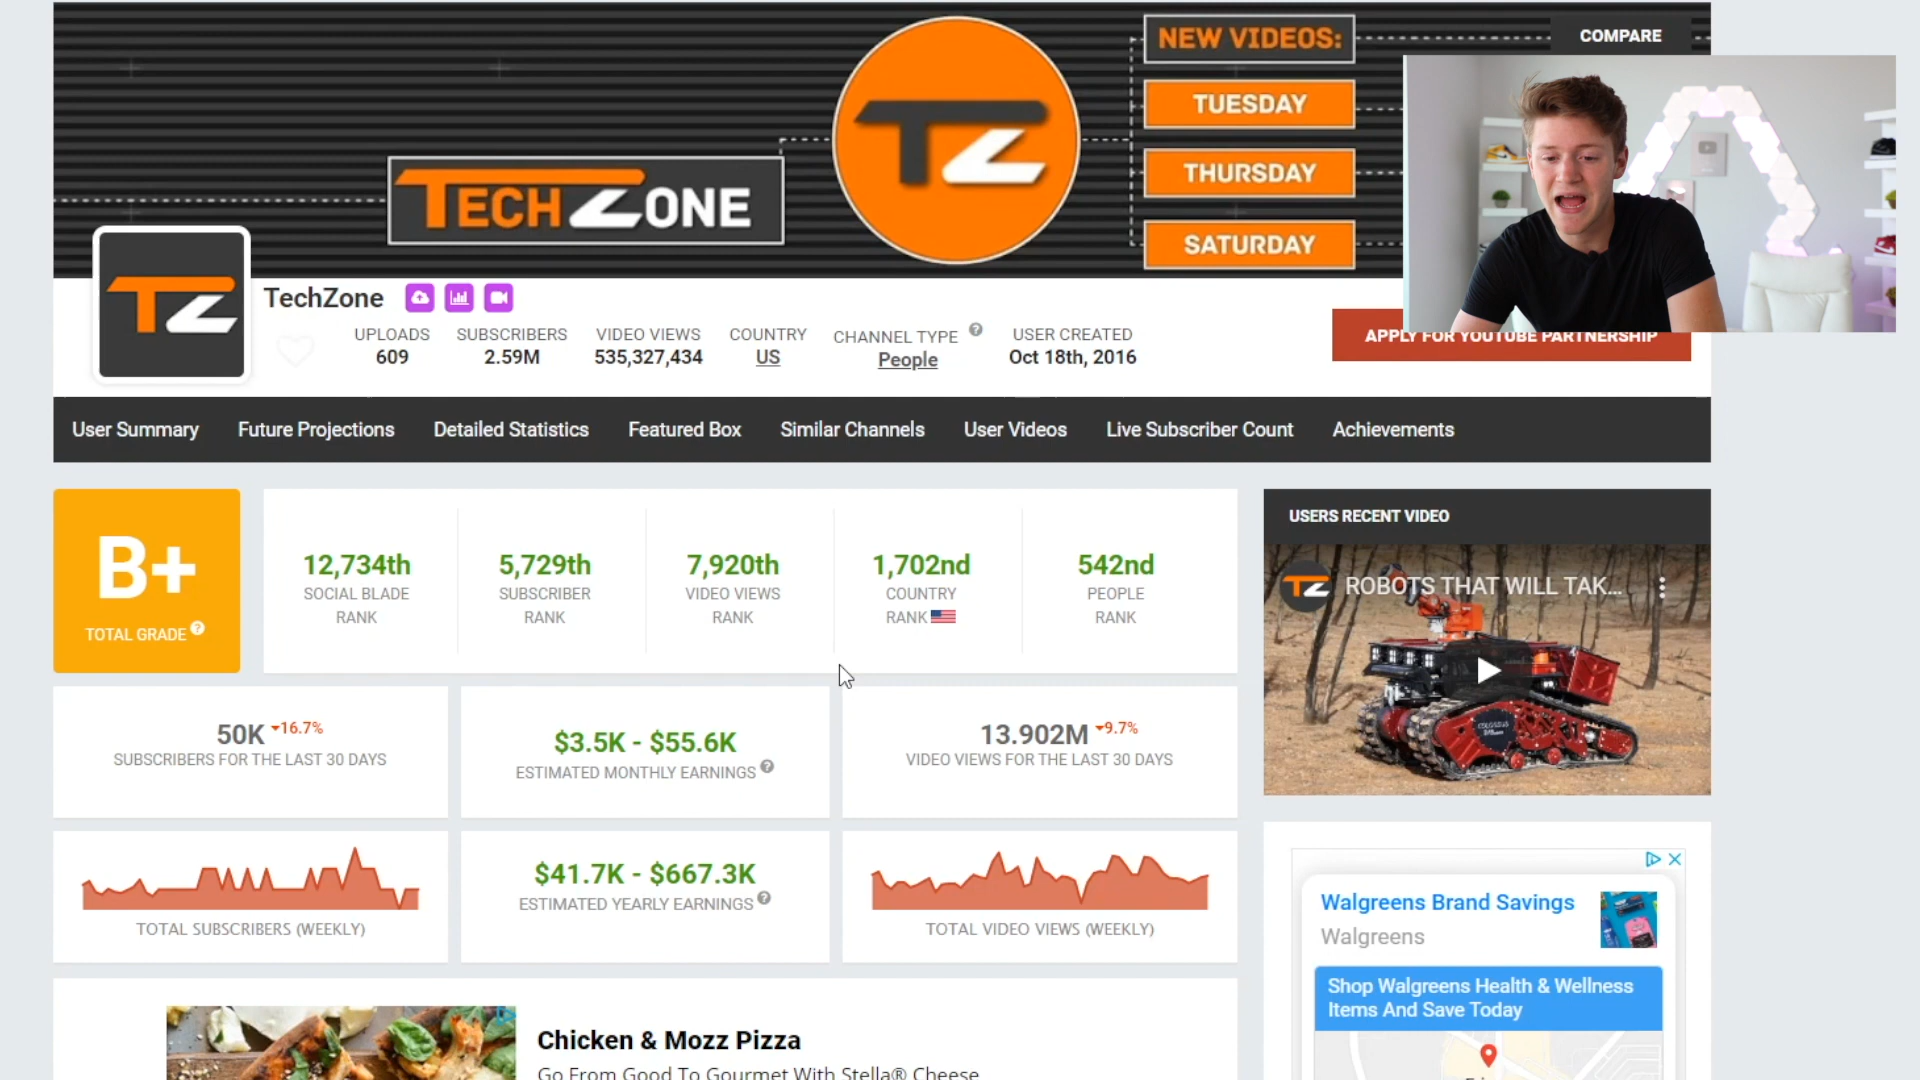 NEW VIDEOS:
COMPARE
TUESDAY
THURSDAY
SATURDAY
TZ
TECHZONE
TZ
TechZone
UPLOADS
609
SUBSCRIBERS
2.59M
VIDEO VIEWS
535,327,434
COUNTRY
US
CHANNEL TYPE ?
People
USER CREATED
Oct 18th, 2016
APPLY FOR YOUTUBE PARTNERSHIP
User Summary
Future Projections
Detailed Statistics
Featured Box
Similar Channels
User Videos
Live Subscriber Count
Achievements
B+
TOTAL GRADE ?
12,734th
SOCIAL BLADE
RANK
5,729th
SUBSCRIBER
RANK
7,920th
VIDEO VIEWS
RANK
1,702nd
COUNTRY
RANK
542nd
PEOPLE
RANK
USERS RECENT VIDEO
TZ
ROBOTS THAT WILL TAK...
50K -16.7%
SUBSCRIBERS FOR THE LAST 30 DAYS
$3.5K - $55.6K
ESTIMATED MONTHLY EARNINGS ?
13.902M -9.7%
VIDEO VIEWS FOR THE LAST 30 DAYS
TOTAL SUBSCRIBERS (WEEKLY)
$41.7K - $667.3K
ESTIMATED YEARLY EARNINGS ?
TOTAL VIDEO VIEWS (WEEKLY)
Walgreens Brand Savings
Walgreens
Shop Walgreens Health & Wellness
Items And Save Today
Chicken & Mozz Pizza
Go From Good To Gourmet With Stella® Cheese